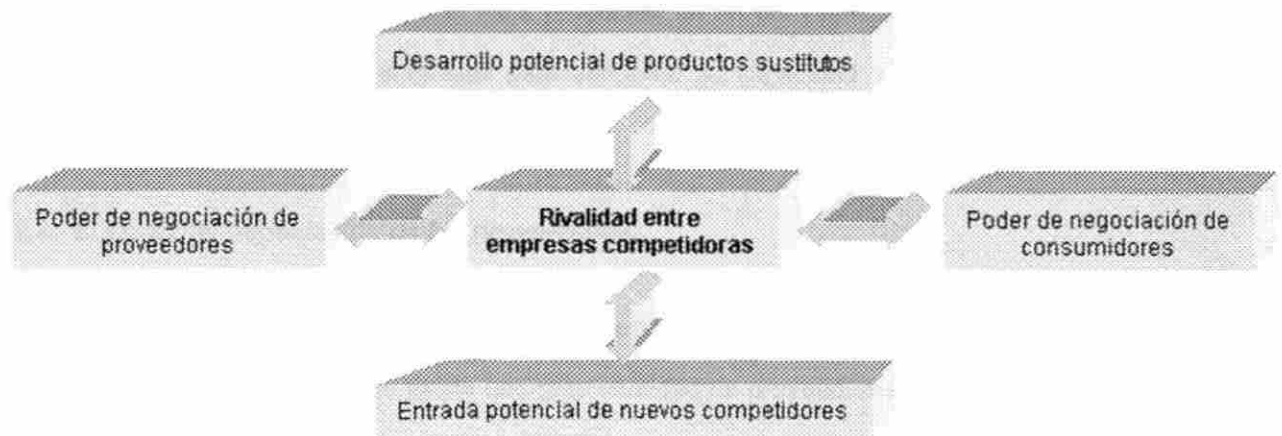 Desarrollo potencial de productos sustitutos
Poder de negociación de
proveedores
Rivalidad entre
empresas competidoras
Poder de negociación de
consumidores
Entrada potencial de nuevos competidores